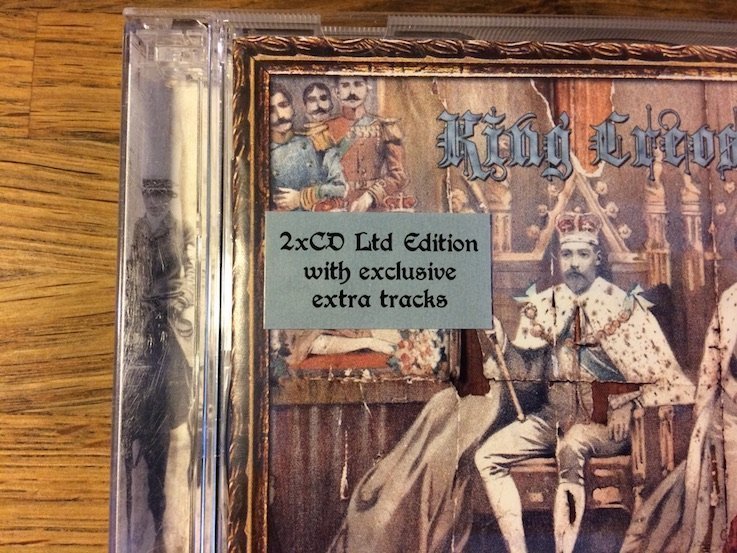 King Creos
2xCD Ltd Edition
with exclusive
extra tracks